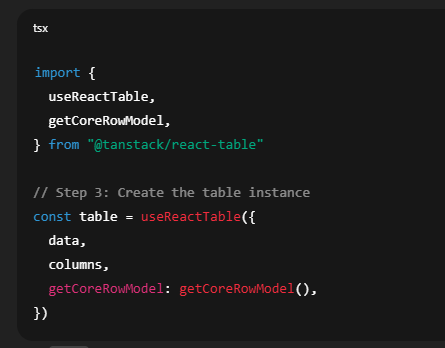 tsx
import {
  useReactTable,
  getCoreRowModel,
} from "@tanstack/react-table"
// Step 3: Create the table instance
const table = useReactTable({
  data,
  columns,
  getCoreRowModel: getCoreRowModel(),
})